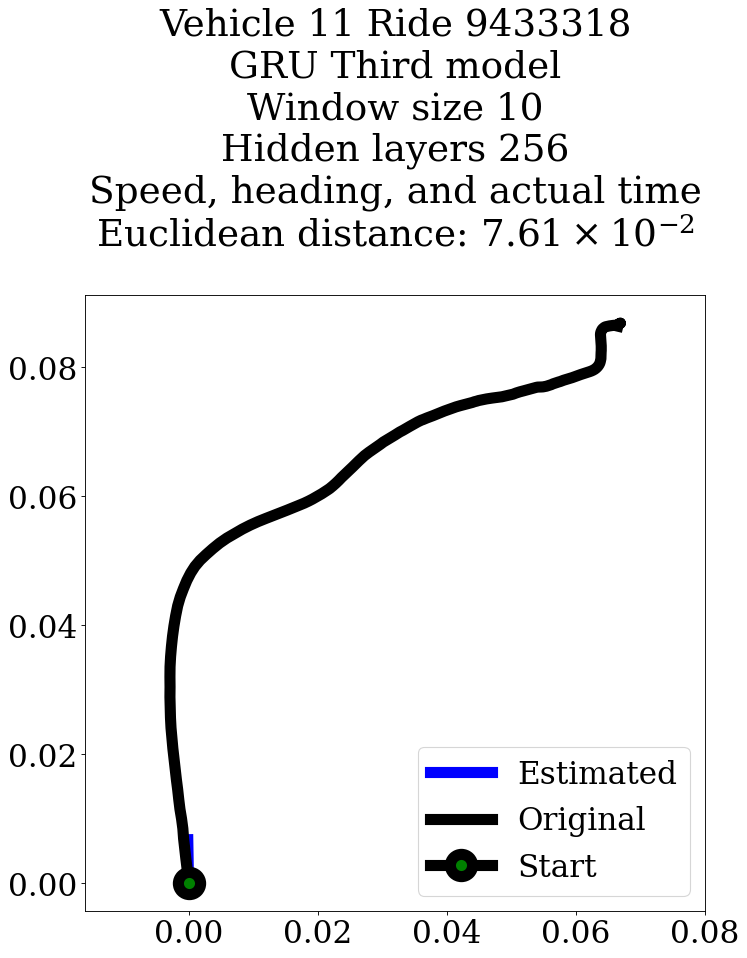 Vehicle 11 Ride 9433318
GRU Third model
Window size 10
Hidden layers 256
Speed, heading, and actual time
Euclidean distance: 7.61 × 10⁻²
0.08
0.06
0.04
0.02
0.00
Estimated
Original
Start
0.00 0.02 0.04 0.06 0.08